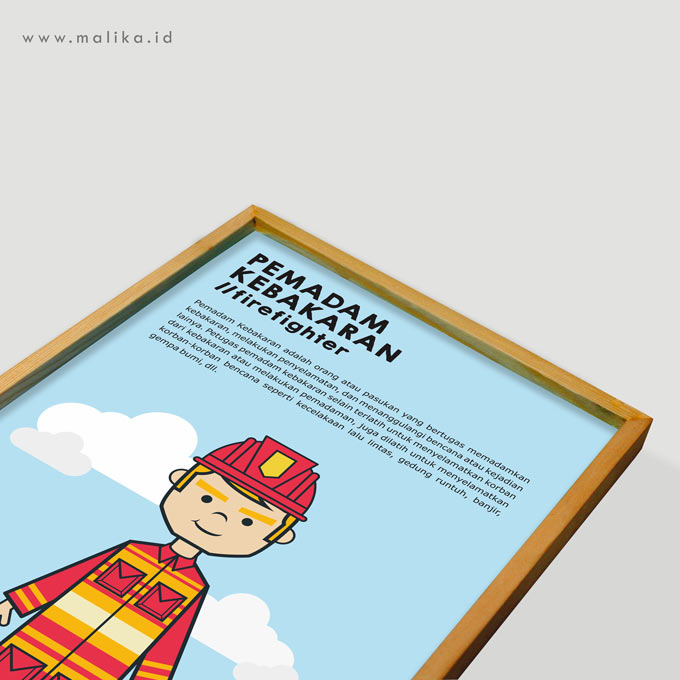 www.malika.id
PEMADAM
KEBAKARAN
//firefighter
Pemadam Kebakaran adalah orang atau pasukan yang bertugas memadamkan
kebakaran, melakukan penyelamatan, dan menanggulangi bencana atau kejadian
lainya. Petugas pemadam kebakaran selain terlatih untuk menyelamatkan korban
dari kebakaran atau melakukan pemadaman, juga dilatih untuk menyelamatkan
korban-korban bencana seperti kecelakaan lalu lintas, gedung runtuh, banjir,
gempa bumi, dll.